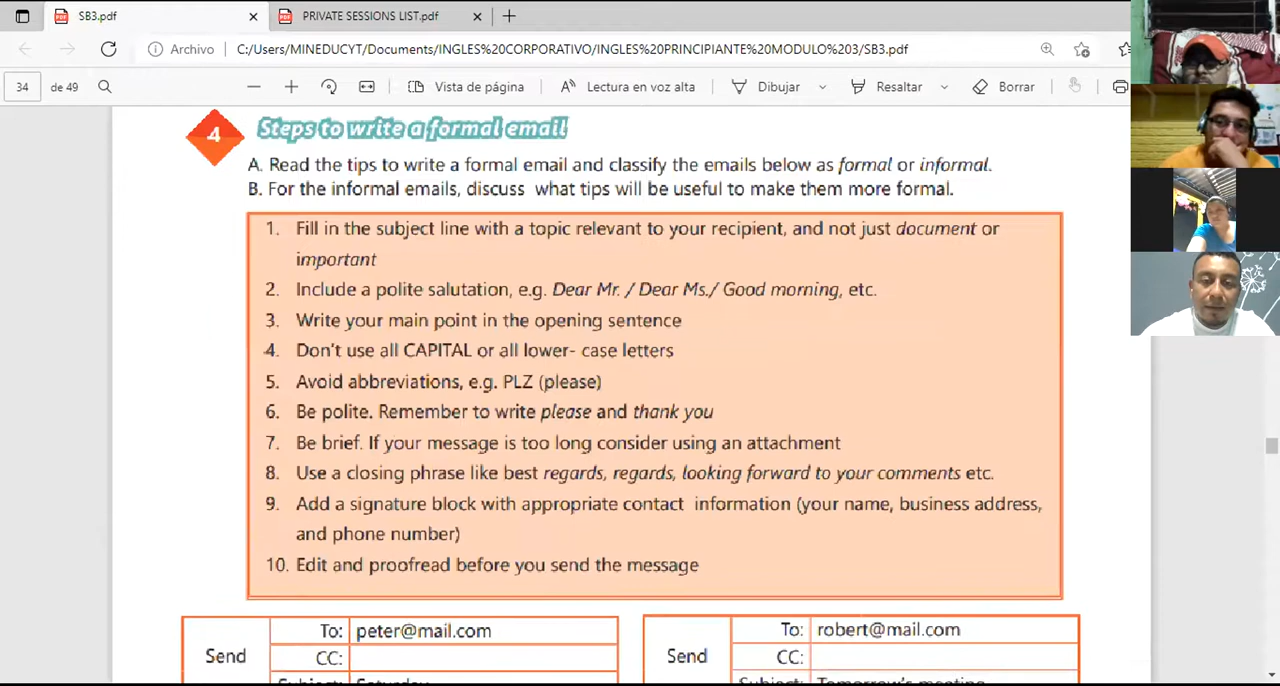 SB3.pdf
PRIVATE SESSIONS LIST.pdf
Archivo
C:/Users/MINEDUCYT/Documents/INGLES%20CORPORATIVO/INGLES%20PRINCIPIANTE%20MODULO%203/SB3.pdf
34
de 49
Vista de página
Lectura en voz alta
Dibujar
Resaltar
Borrar
4
Steps to write a formal email
A. Read the tips to write a formal email and classify the emails below as formal or informal.
B. For the informal emails, discuss what tips will be useful to make them more formal.
1. Fill in the subject line with a topic relevant to your recipient, and not just document or
important
2. Include a polite salutation, e.g. Dear Mr. / Dear Ms./ Good morning, etc.
3. Write your main point in the opening sentence
4. Don't use all CAPITAL or all lower- case letters
5. Avoid abbreviations, e.g. PLZ (please)
6. Be polite. Remember to write please and thank you
7. Be brief. If your message is too long consider using an attachment
8. Use a closing phrase like best regards, regards, looking forward to your comments etc.
9. Add a signature block with appropriate contact information (your name, business address,
and phone number)
10. Edit and proofread before you send the message
Send
To: peter@mail.com
CC:
Subject: Saturday
Send
To: robert@mail.com
CC:
Subject: Tomorrow's meeting